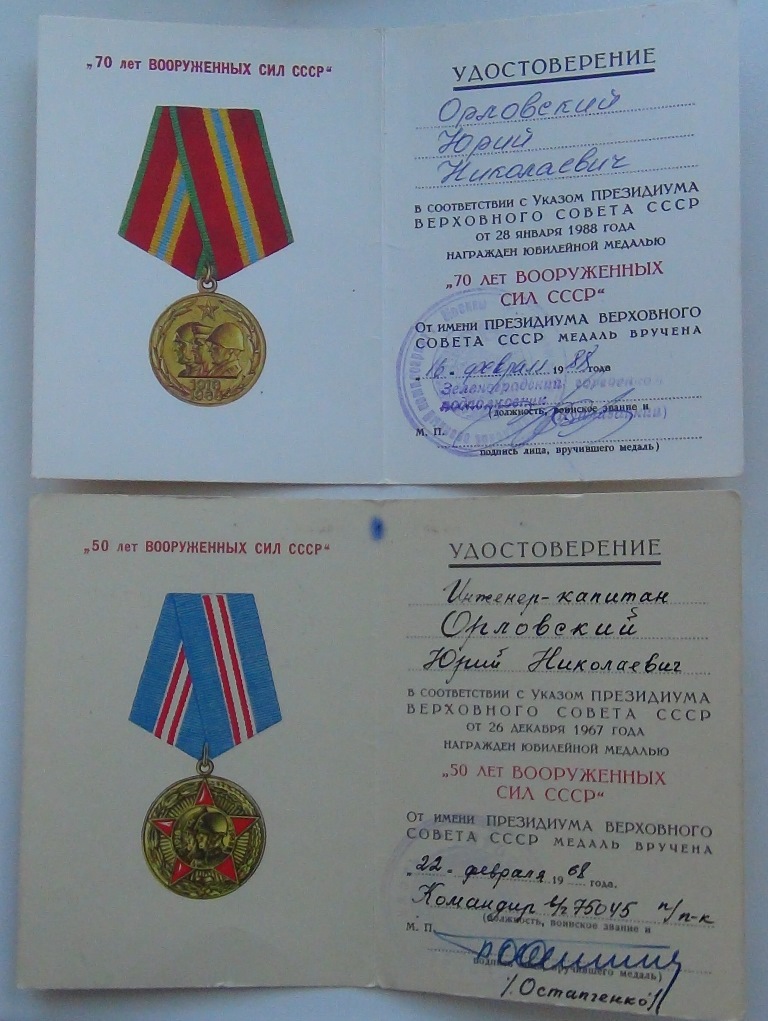 „70 лет ВООРУЖЕННЫХ СИЛ СССР“
1918
1988
УДОСТОВЕРЕНИЕ
Орловский
Юрий
Николаевич
в соответствии с Указом ПРЕЗИДИУМА
ВЕРХОВНОГО СОВЕТА СССР
от 28 января 1988 года
награжден юбилейной медалью
„70 ЛЕТ ВООРУЖЕННЫХ
СИЛ СССР“
От имени ПРЕЗИДИУМА ВЕРХОВНОГО
СОВЕТА СССР медаль вручена
„16“ февраля 1988 года
Зеленоградский
подполковник
(должность, воинское звание и
М. П.
подпись лица, вручившего медаль)
„50 лет ВООРУЖЕННЫХ СИЛ СССР“
УДОСТОВЕРЕНИЕ
Инженер-капитан
Орловский
Юрий Николаевич
в соответствии с Указом ПРЕЗИДИУМА
ВЕРХОВНОГО СОВЕТА СССР
от 26 декабря 1967 года
награжден юбилейной медалью
„50 ЛЕТ ВООРУЖЕННЫХ
СИЛ СССР“
От имени ПРЕЗИДИУМА ВЕРХОВНОГО
СОВЕТА СССР медаль вручена
„22“ февраля 1968 года.
Командир в/ч 75045 п/п-к
(должность, воинское звание и
М. П.
подпись лица, вручившего медаль)
/Остапченко/